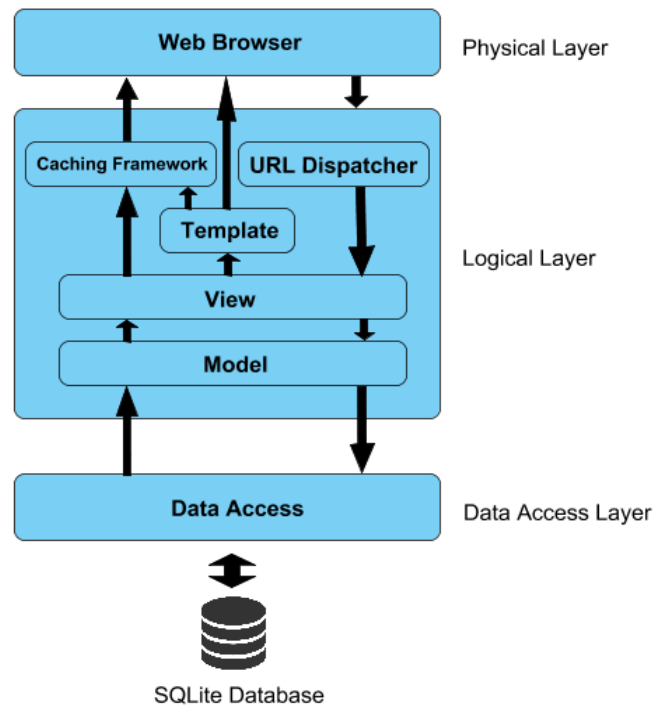 Web Browser
Physical Layer
Caching Framework
URL Dispatcher
Template
Logical Layer
View
Model
Data Access
Data Access Layer
SQLite Database